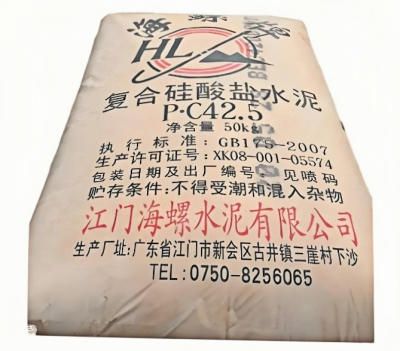 海螺
HL
复合硅酸盐水泥
P·C42.5
净含量 50kg
执行标准:GB175-2007
生产许可证号:XK08-001-05574
包装日期及出厂编号:见喷码
贮存条件:不得受潮和混入杂物
江门海螺水泥有限公司
生产厂址:广东省江门市新会区古井镇三崖村下沙
TEL:0750-8256065